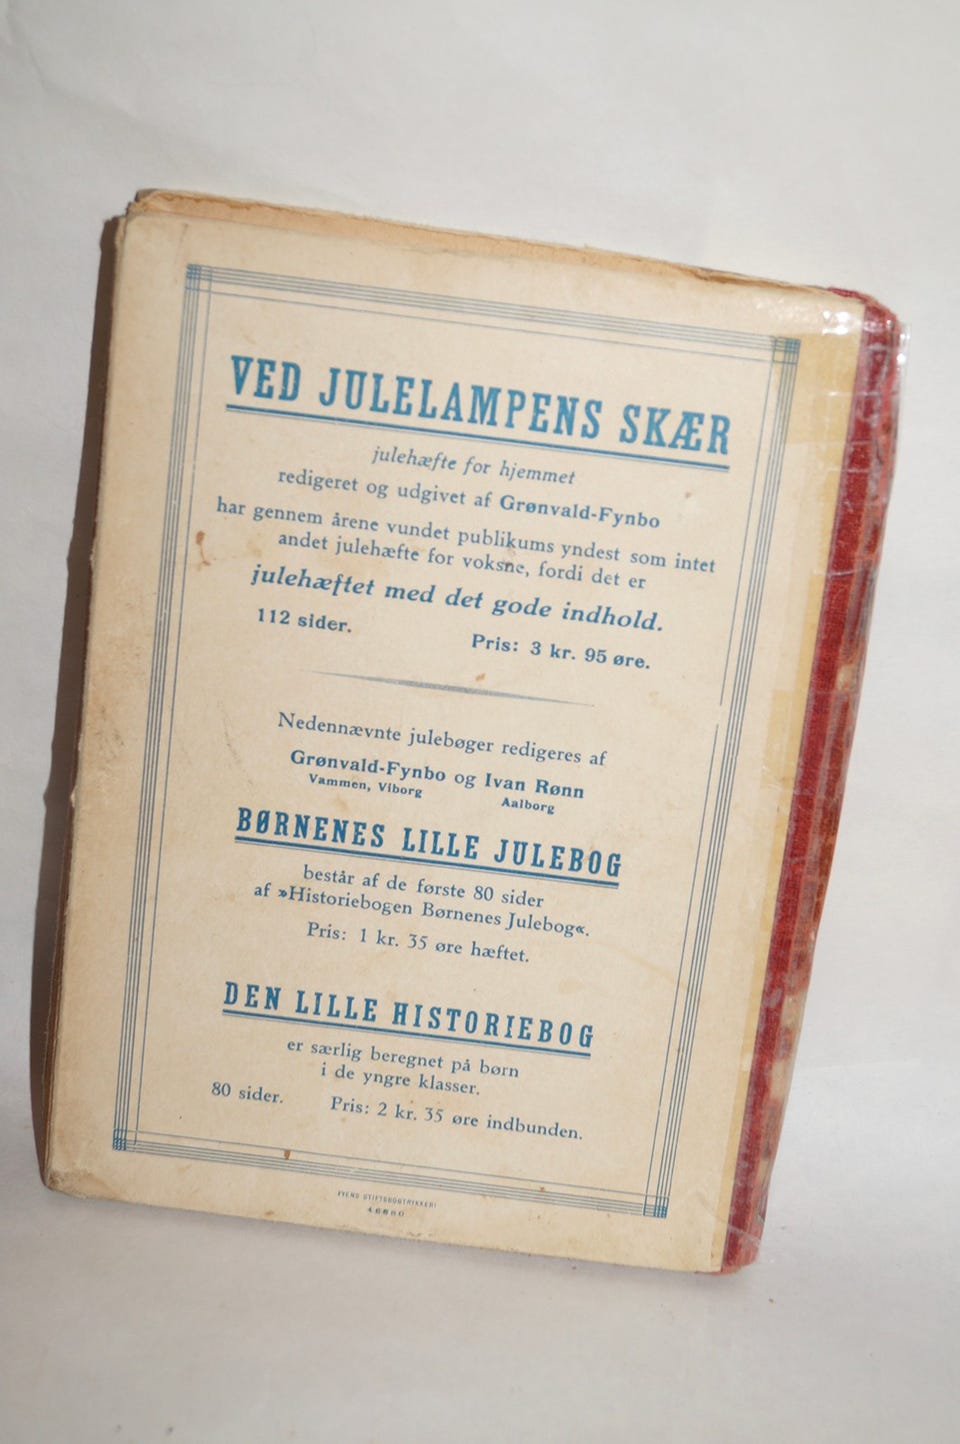 VED JULELAMPENS SKÆR
julehæfte for hjemmet
redigeret og udgivet af Grønvald-Fynbo
har gennem årene vundet publikums yndest som intet
andet julehæfte for voksne, fordi det er
julehæftet med det gode indhold.
112 sider. Pris: 3 kr. 95 øre.
Nedennævnte julebøger redigeres af
Grønvald-Fynbo og Ivan Rønn
Vammen, Viborg Aalborg
BØRNENES LILLE JULEBOG
består af de første 80 sider
af »Historiebogen Børnenes Julebog«.
Pris: 1 kr. 35 øre hæftet.
DEN LILLE HISTORIEBOG
er særlig beregnet på børn
i de yngre klasser.
80 sider. Pris: 2 kr. 35 øre indbunden.
FYENS STIFTSBOGTRYKKERI